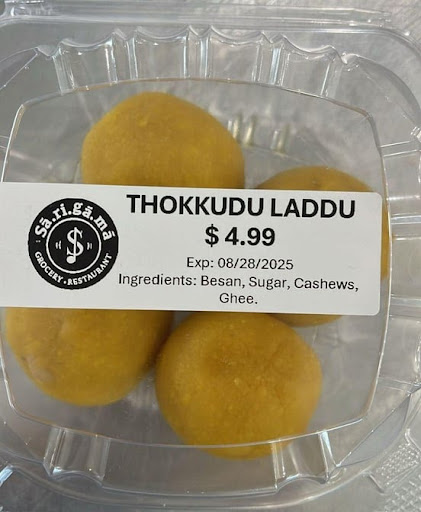 Sā.ri.gā.mā
GROCERY • RESTAURANT
THOKKUDU LADDU
$ 4.99
Exp: 08/28/2025
Ingredients: Besan, Sugar, Cashews,
Ghee.